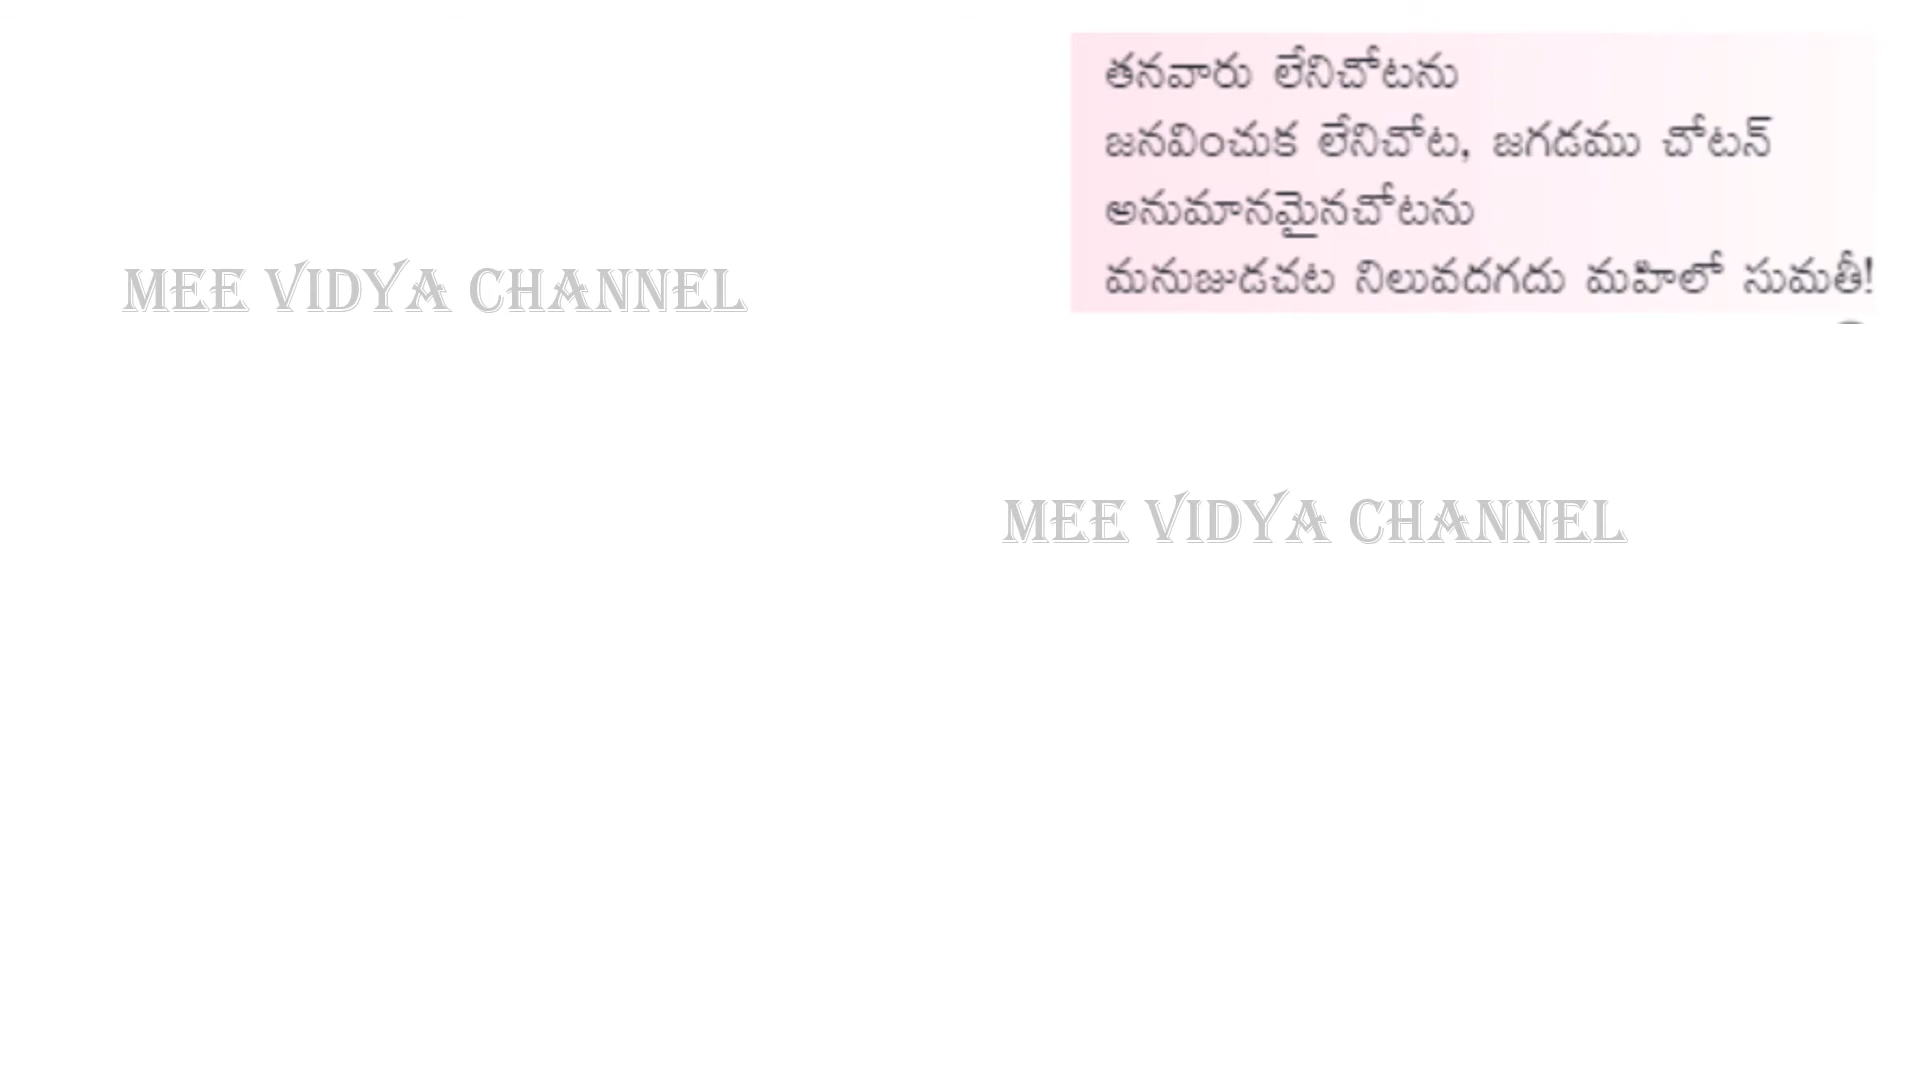 తనవారు లేనిచోటను
జనవించుక లేనిచోట, జగడము చోటన్
అనుమానమైనచోటను
మనుజుడచట నిలువదగదు మహిలో సుమతీ!
MEE VIDYA CHANNEL
MEE VIDYA CHANNEL